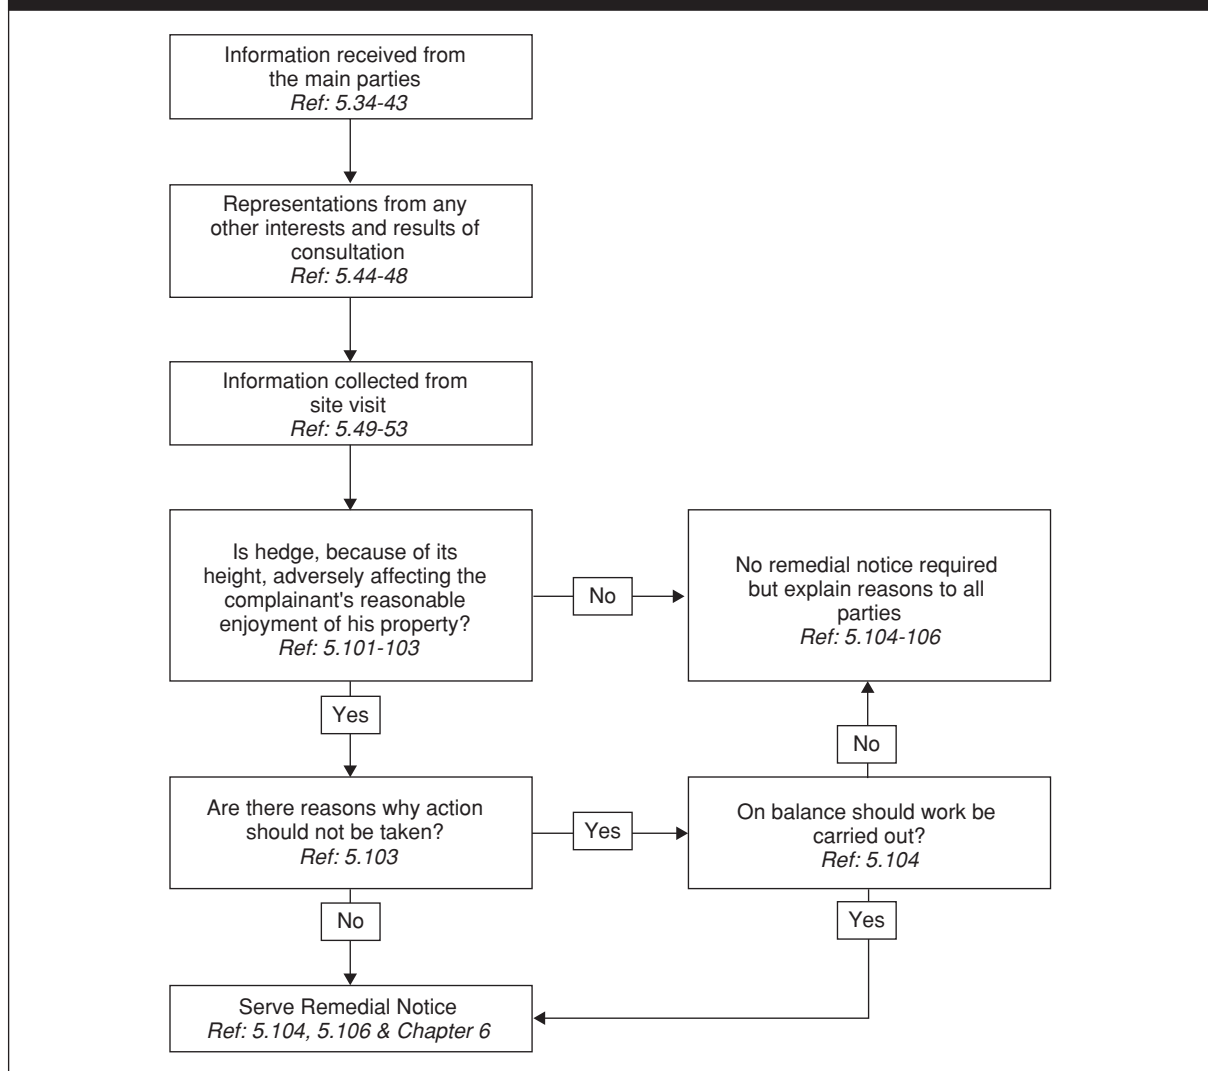 Information received from
the main parties
Ref: 5.34-43
Representations from any
other interests and results of
consultation
Ref: 5.44-48
Information collected from
site visit
Ref: 5.49-53
Is hedge, because of its
height, adversely affecting the
complainant's reasonable
enjoyment of his property?
Ref: 5.101-103
No
No remedial notice required
but explain reasons to all
parties
Ref: 5.104-106
Yes
No
Are there reasons why action
should not be taken?
Ref: 5.103
Yes
On balance should work be
carried out?
Ref: 5.104
No
Yes
Serve Remedial Notice
Ref: 5.104, 5.106 & Chapter 6